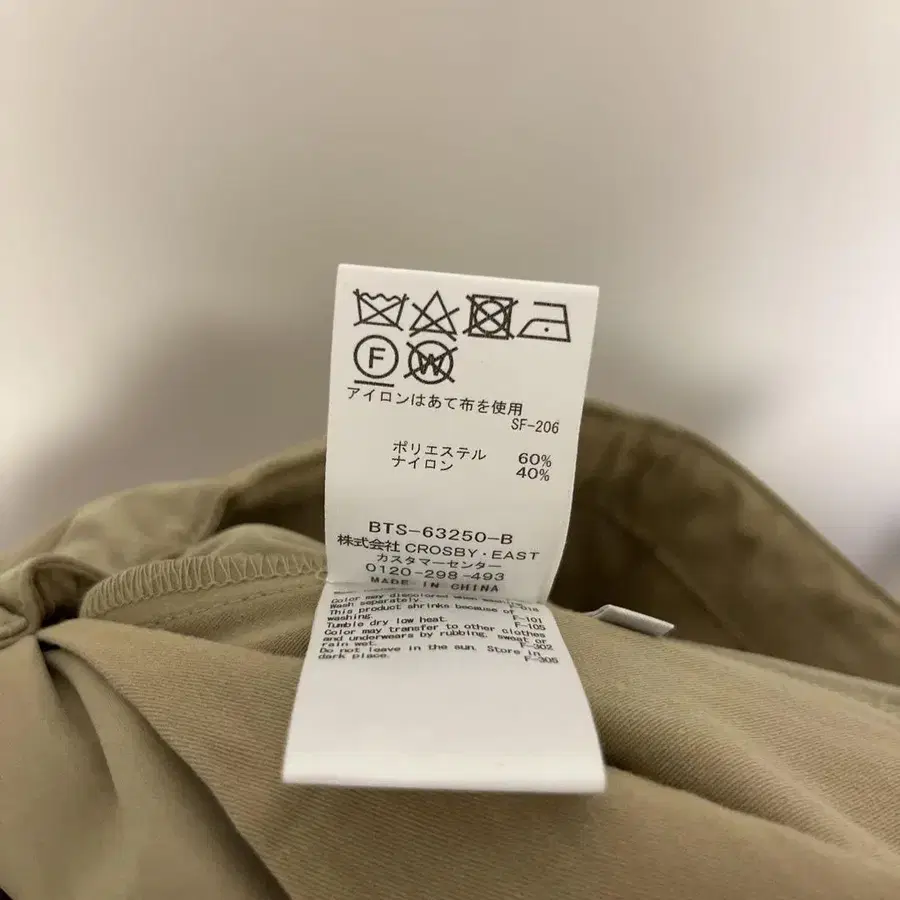 F W
アイロンはあて布を使用
SF-206
ポリエステル 60%
ナイロン 40%
BTS-63250-B
株式会社 CROSBY・EAST
カスタマーセンター
0120-298-493
MADE IN CHINA
Color may discolored when
Wash separately.
This product shrinks because of
washing. F-101
Tumble dry low heat. F-105
Color may transfer to other clothes
and underwears by rubbing, sweat or
rain wet. F-302
Do not leave in the sun. Store in
dark place. F-305